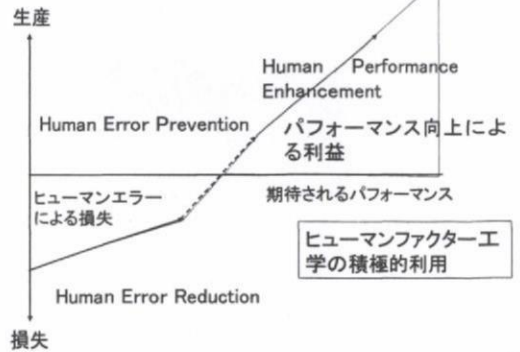 生産
Human Performance
Enhancement
Human Error Prevention
パフォーマンス向上によ
る利益
ヒューマンエラー
による損失
期待されるパフォーマンス
ヒューマンファクター工
学の積極的利用
Human Error Reduction
損失